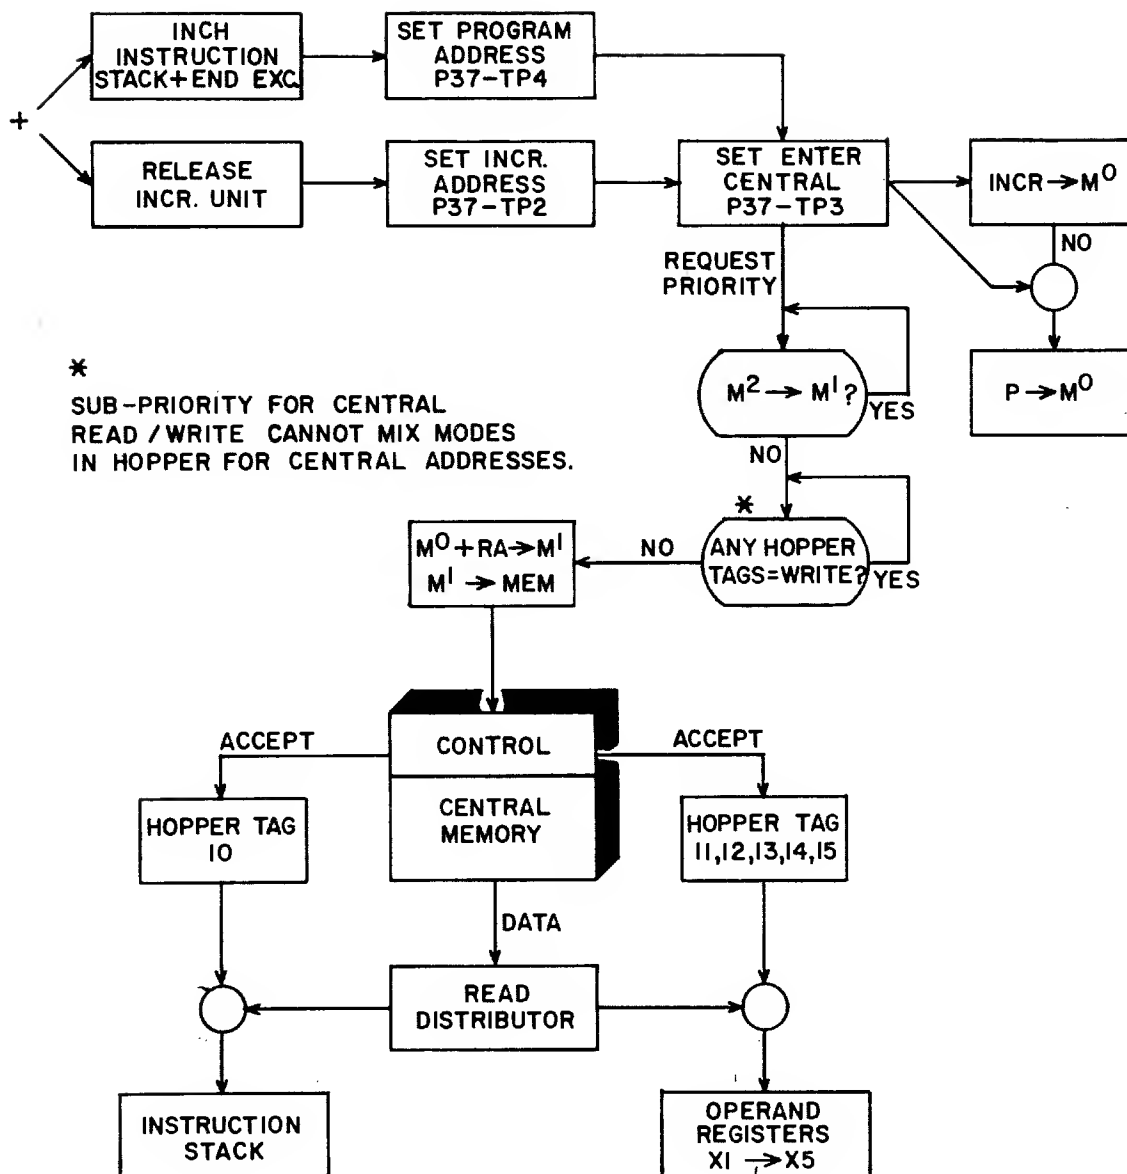 INCH
INSTRUCTION
STACK+END EXC.
SET PROGRAM
ADDRESS
P37-TP4
+
RELEASE
INCR. UNIT
SET INCR.
ADDRESS
P37-TP2
SET ENTER
CENTRAL
P37-TP3
INCR→M⁰
NO
P→M⁰
REQUEST
PRIORITY
M²→M¹?
YES
NO
*
SUB-PRIORITY FOR CENTRAL
READ/WRITE CANNOT MIX MODES
IN HOPPER FOR CENTRAL ADDRESSES.
*
ANY HOPPER
TAGS=WRITE?
YES
NO
M⁰+RA→M¹
M¹→MEM
CONTROL
CENTRAL
MEMORY
ACCEPT
ACCEPT
HOPPER TAG
10
HOPPER TAG
11,12,13,14,15
DATA
READ
DISTRIBUTOR
INSTRUCTION
STACK
OPERAND
REGISTERS
X1→X5